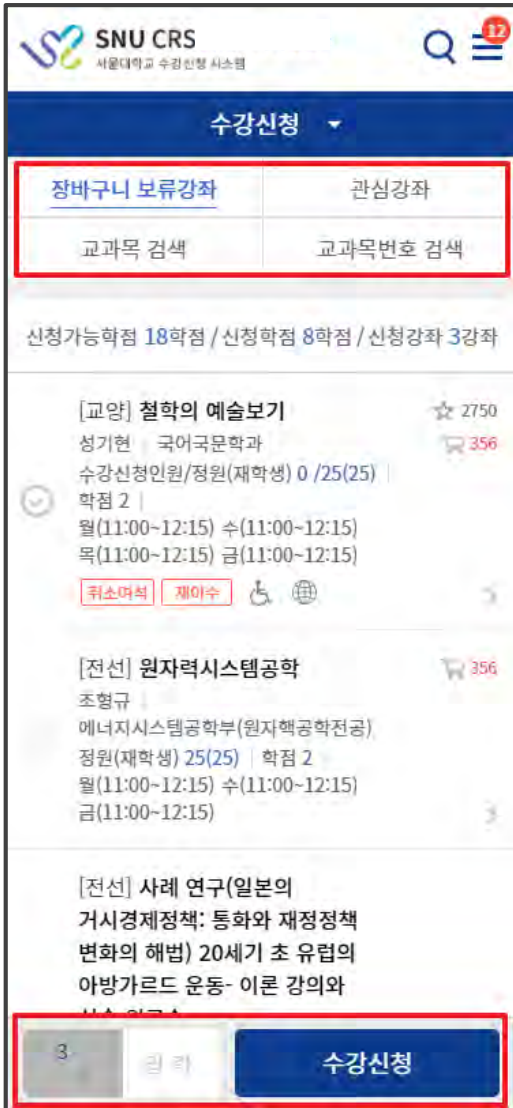 SNU CRS
서울대학교 수강신청 시스템
12
수강신청
장바구니 보류강좌 관심강좌
교과목 검색 교과목번호 검색
신청가능학점 18학점 / 신청학점 8학점 / 신청강좌 3강좌
[교양] 철학의 예술보기 2750
성기현 국어국문학과 356
수강신청인원/정원(재학생) 0 /25(25)
학점 2
월(11:00~12:15) 수(11:00~12:15)
목(11:00~12:15) 금(11:00~12:15)
취소여석 재이수
[전선] 원자력시스템공학 356
조형규
에너지시스템공학부(원자핵공학전공)
정원(재학생) 25(25) 학점 2
월(11:00~12:15) 수(11:00~12:15)
금(11:00~12:15)
[전선] 사례 연구(일본의
거시경제정책: 통화와 재정정책
변화의 해법) 20세기 초 유럽의
아방가르드 운동- 이론 강의와
3 수강신청